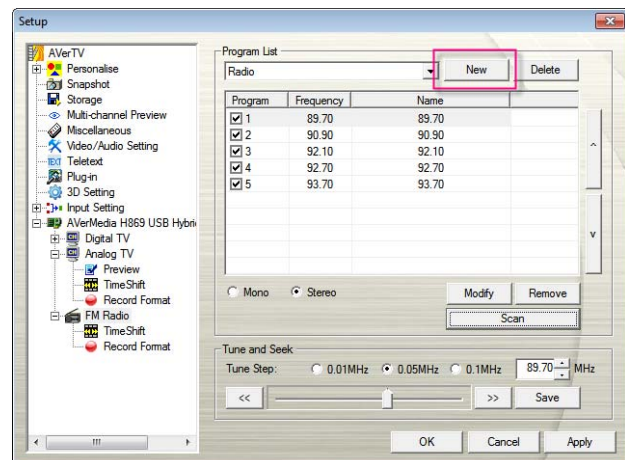 Setup
AVerTV
Personalise
Snapshot
Storage
Multi-channel Preview
Miscellaneous
Video/Audio Setting
TEXT Teletext
Plug-in
3D Setting
Input Setting
AVerMedia H869 USB Hybri
Digital TV
Analog TV
Preview
TimeShift
Record Format
FM Radio
TimeShift
Record Format
Program List
Radio New Delete
Program Frequency Name
1 89.70 89.70
2 90.90 90.90
3 92.10 92.10
4 92.70 92.70
5 93.70 93.70
^
v
Mono Stereo Modify Remove
Scan
Tune and Seek
Tune Step: 0.01MHz 0.05MHz 0.1MHz 89.70 MHz
<< >> Save
OK Cancel Apply